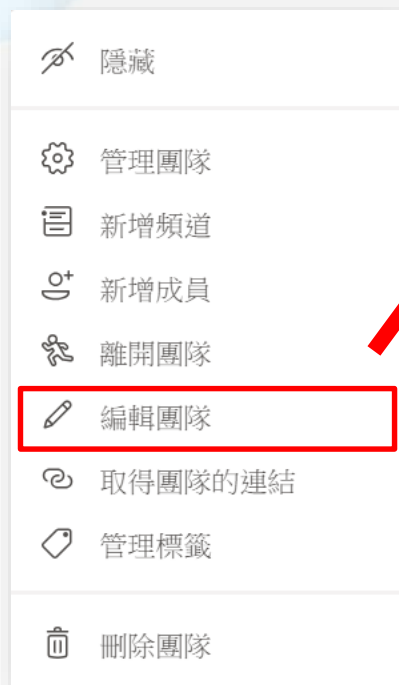 隱藏
管理團隊
新增頻道
新增成員
離開團隊
編輯團隊
取得團隊的連結
管理標籤
刪除團隊